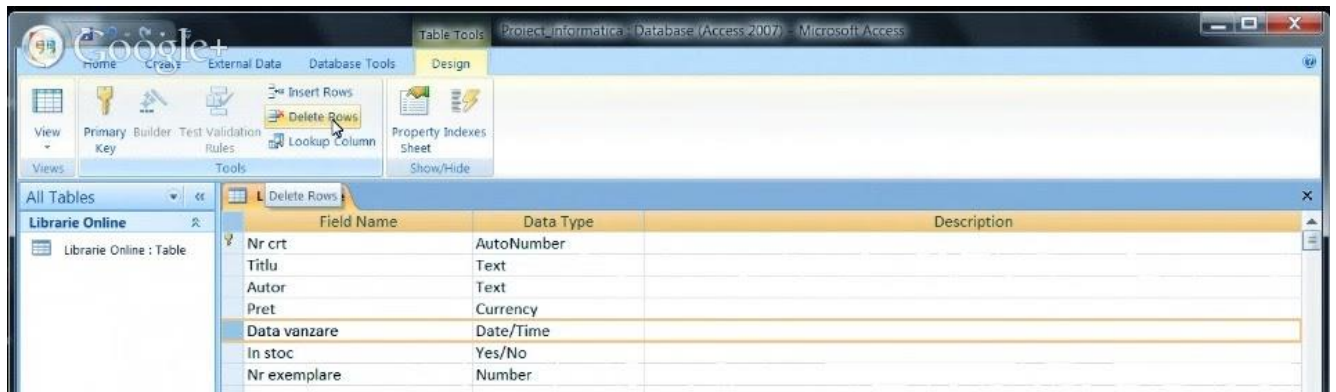 Google+
Table Tools Proiect_informatica : Database (Access 2007) - Microsoft Access
Home Create External Data Database Tools Design
View
Primary Key
Builder
Test Validation Rules
Insert Rows
Delete Rows
Lookup Column
Property Sheet
Indexes
Views Tools Show/Hide
All Tables
Delete Rows
Librarie Online
Librarie Online : Table
Field Name Data Type Description
Nr crt AutoNumber
Titlu Text
Autor Text
Pret Currency
Data vanzare Date/Time
In stoc Yes/No
Nr exemplare Number